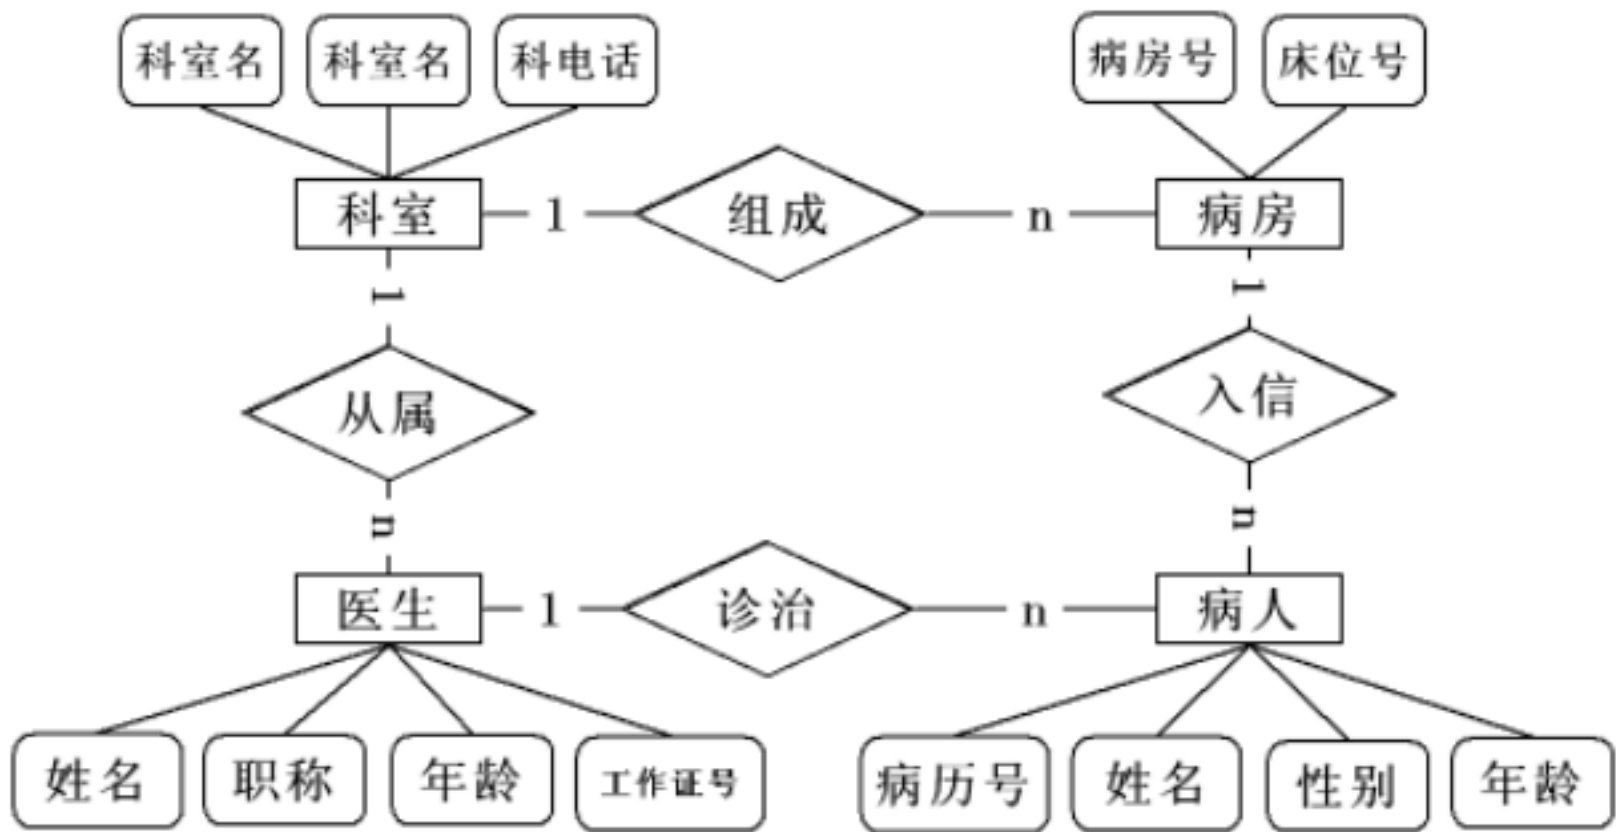 科室名 科室名 科电话 病房号 床位号
科室 1 组成 n 病房
1 1
从属 入信
n n
医生 1 诊治 n 病人
姓名 职称 年龄 工作证号 病历号 姓名 性别 年龄